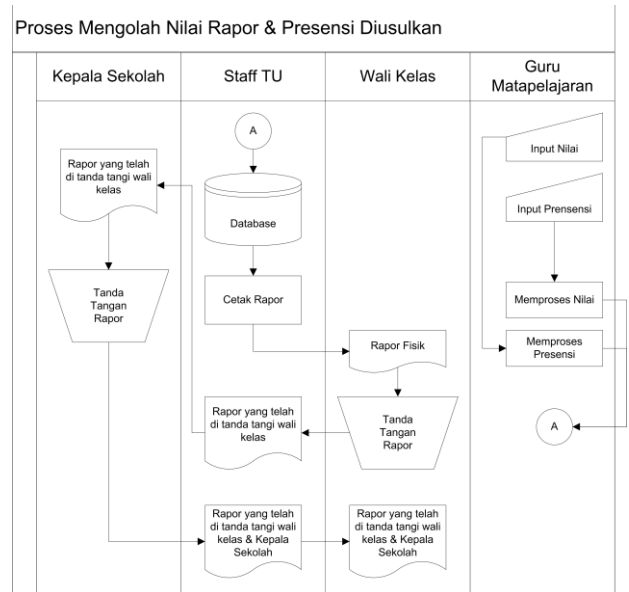 Proses Mengolah Nilai Rapor & Presensi Diusulkan
Kepala Sekolah
Staff TU
Wali Kelas
Guru
Matapelajaran
Rapor yang telah
di tanda tangi wali
kelas
Tanda
Tangan
Rapor
A
Database
Cetak Rapor
Rapor yang telah
di tanda tangi wali
kelas
Rapor yang telah
di tanda tangi wali
kelas & Kepala
Sekolah
Rapor Fisik
Tanda
Tangan
Rapor
Rapor yang telah
di tanda tangi wali
kelas & Kepala
Sekolah
Input Nilai
Input Prensensi
Memproses Nilai
Memproses
Presensi
A